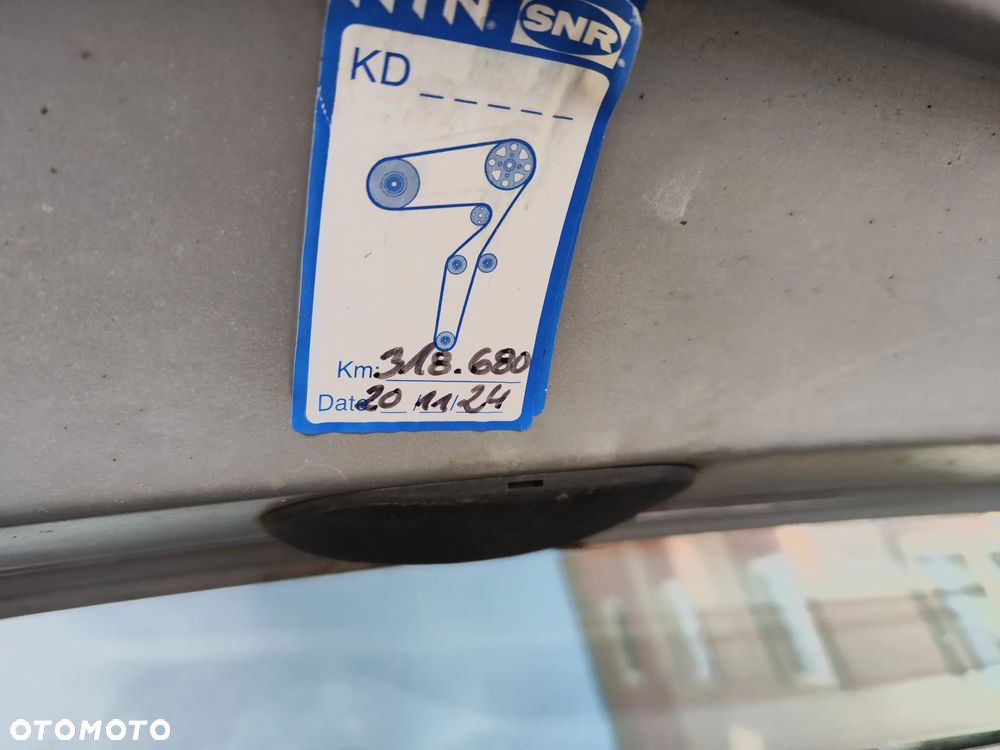 NTN® SNR®
KD _ _ _ _ _
Km: 318.680
Date 20/11/24
OTOMOTO